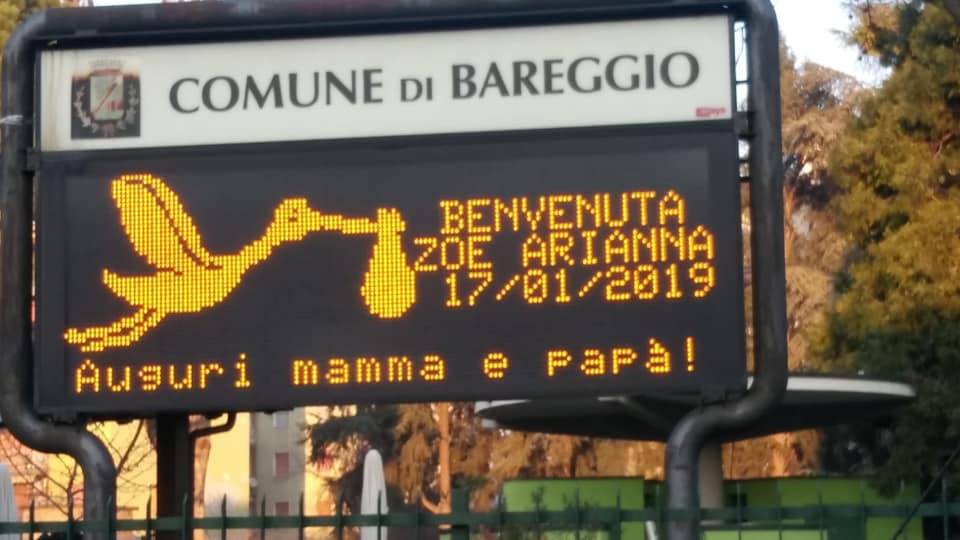 COMUNE DI BAREGGIO
BENVENUTA
ZOE ARIANNA
17/01/2019
Auguri mamma e papà!